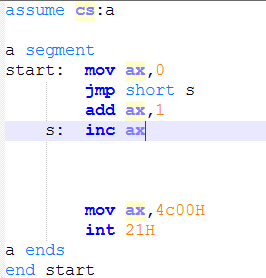 assume cs:a
a segment
start: mov ax,0
jmp short s
add ax,1
s: inc ax
mov ax,4c00H
int 21H
a ends
end start